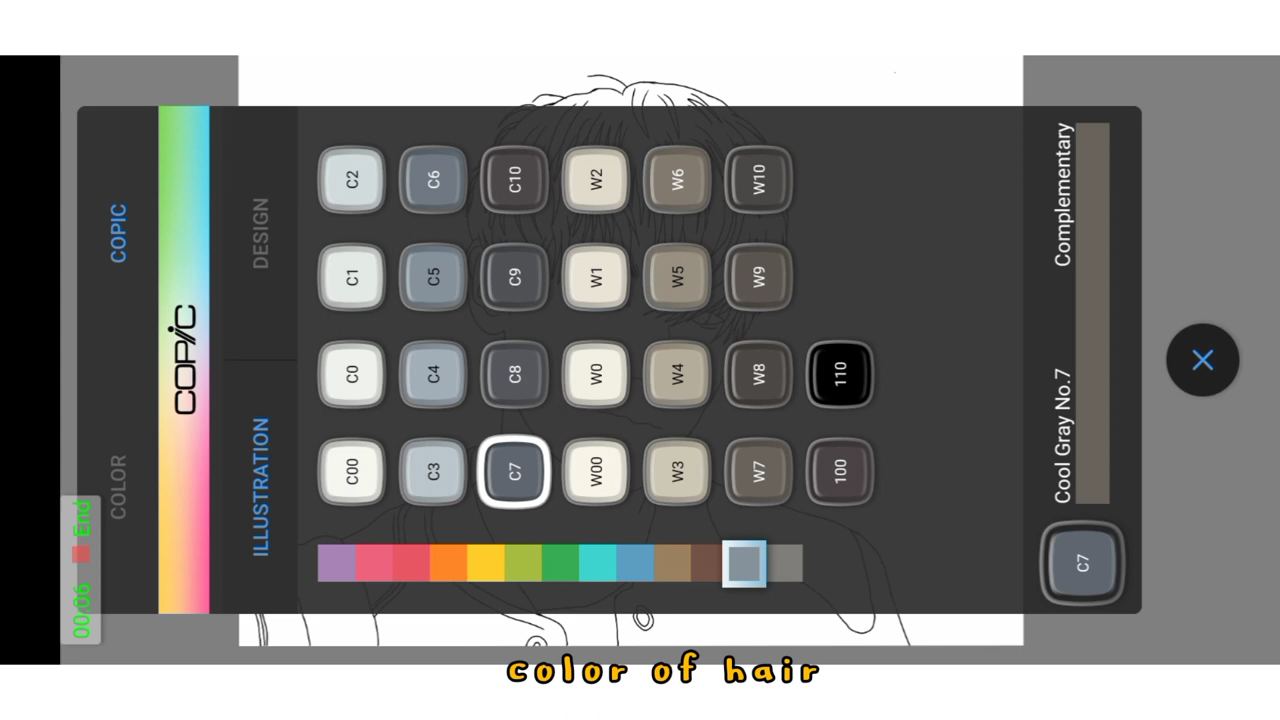 00:06 End
COLOR COPIC
COPIC
ILLUSTRATION DESIGN
C00 C0 C1 C2
C3 C4 C5 C6
C7 C8 C9 C10
W00 W0 W1 W2
W3 W4 W5 W6
W7 W8 W9 W10
100 110
Cool Gray No.7 Complementary
C7
color of hair